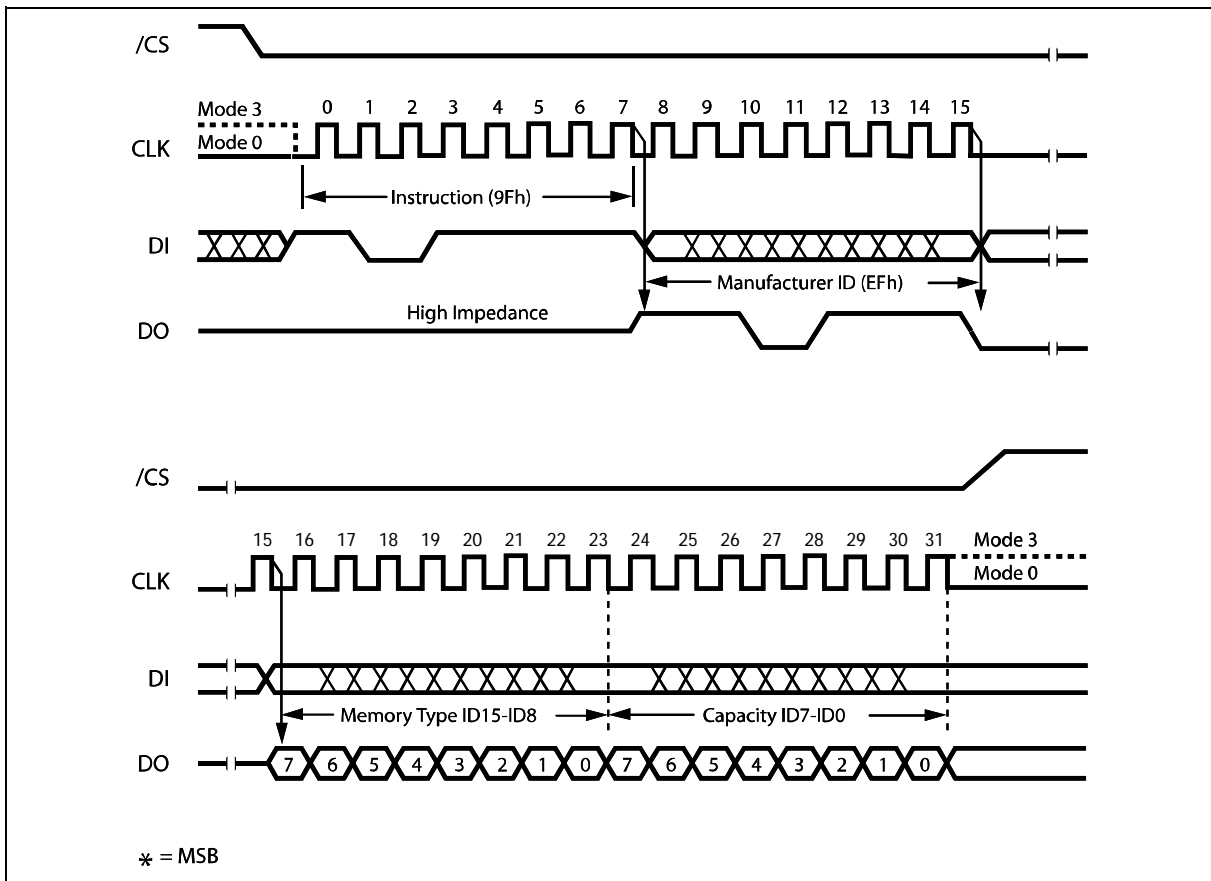 /CS
Mode 3
0 1 2 3 4 5 6 7 8 9 10 11 12 13 14 15
CLK
Mode 0
Instruction (9Fh)
DI
Manufacturer ID (EFh)
High Impedance
DO
/CS
15 16 17 18 19 20 21 22 23 24 25 26 27 28 29 30 31
Mode 3
CLK
Mode 0
DI
Memory Type ID15-ID8
Capacity ID7-ID0
DO
7 6 5 4 3 2 1 0 7 6 5 4 3 2 1 0
* = MSB